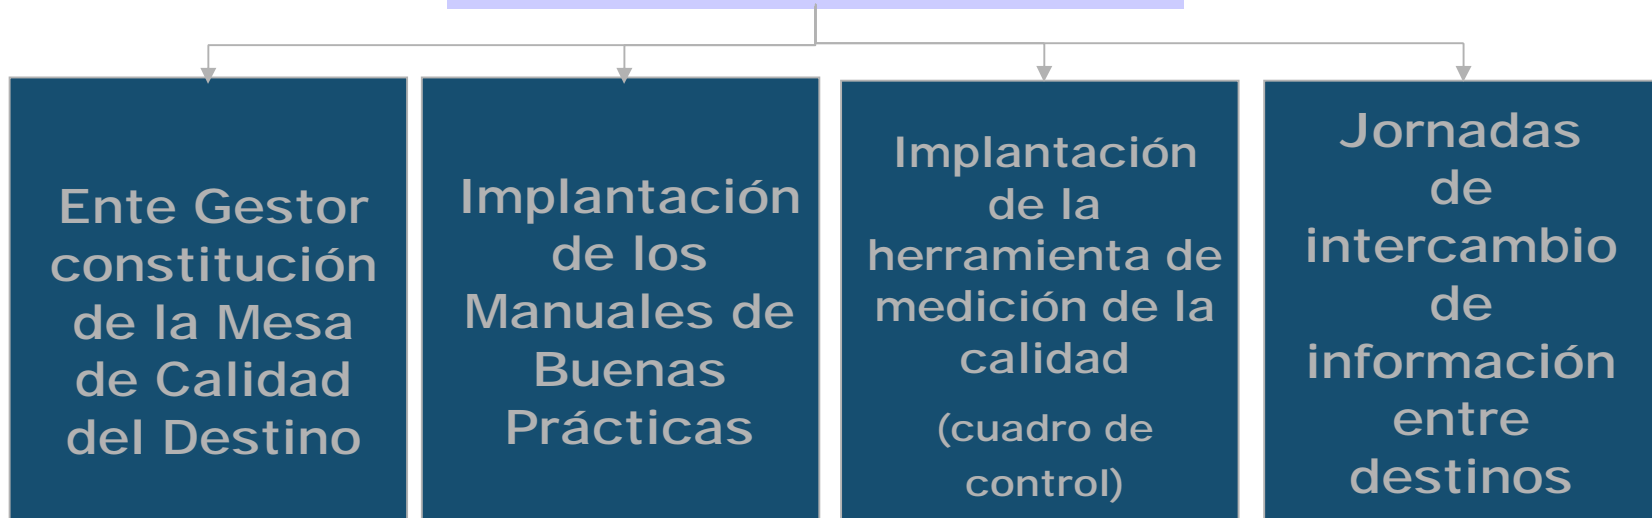 Ente Gestor
constitución
de la Mesa
de Calidad
del Destino
Implantación
de los
Manuales de
Buenas
Prácticas
Implantación
de la
herramienta de
medición de la
calidad
(cuadro de
control)
Jornadas
de
intercambio
de
información
entre
destinos